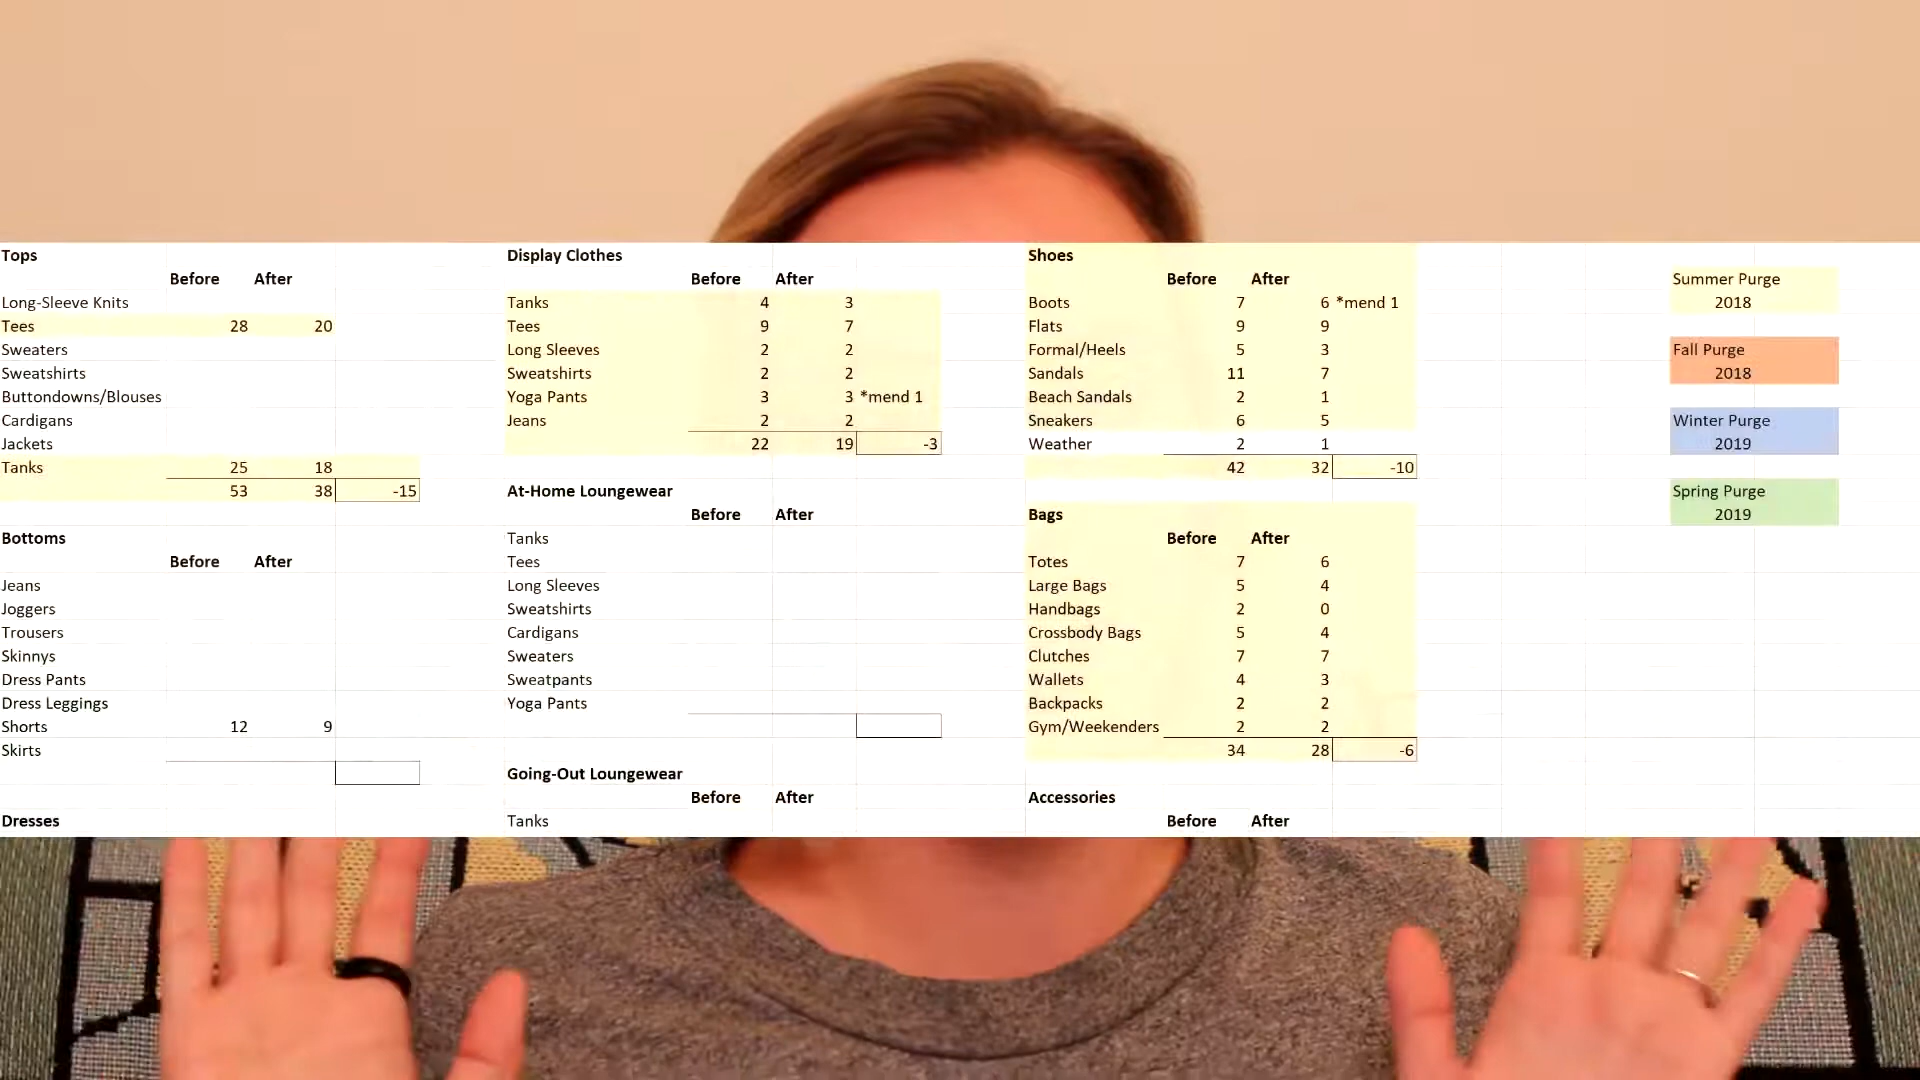 Tops
Before After
Long-Sleeve Knits
Tees 28 20
Sweaters
Sweatshirts
Buttondowns/Blouses
Cardigans
Jackets
Tanks 25 18
53 38 -15
Bottoms
Before After
Jeans
Joggers
Trousers
Skinnys
Dress Pants
Dress Leggings
Shorts 12 9
Skirts
Dresses
Display Clothes
Before After
Tanks 4 3
Tees 9 7
Long Sleeves 2 2
Sweatshirts 2 2
Yoga Pants 3 3 *mend 1
Jeans 2 2
22 19 -3
At-Home Loungewear
Before After
Tanks
Tees
Long Sleeves
Sweatshirts
Cardigans
Sweaters
Sweatpants
Yoga Pants
Going-Out Loungewear
Before After
Tanks
Shoes
Before After
Boots 7 6 *mend 1
Flats 9 9
Formal/Heels 5 3
Sandals 11 7
Beach Sandals 2 1
Sneakers 6 5
Weather 2 1
42 32 -10
Bags
Before After
Totes 7 6
Large Bags 5 4
Handbags 2 0
Crossbody Bags 5 4
Clutches 7 7
Wallets 4 3
Backpacks 2 2
Gym/Weekenders 2 2
34 28 -6
Accessories
Before After
Summer Purge
2018
Fall Purge
2018
Winter Purge
2019
Spring Purge
2019